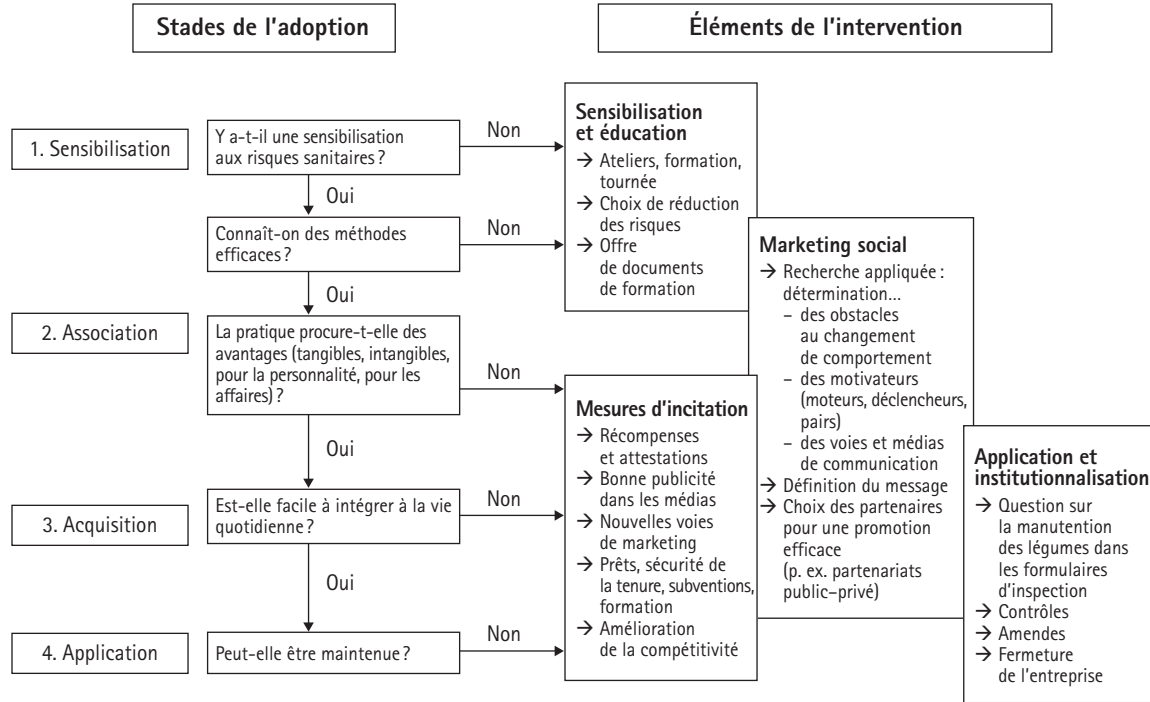 Stades de l'adoption
Éléments de l'intervention
1. Sensibilisation
Y a-t-il une sensibilisation
aux risques sanitaires ?
Non
Oui
Connaît-on des méthodes
efficaces ?
Non
Oui
2. Association
La pratique procure-t-elle des
avantages (tangibles, intangibles,
pour la personnalité, pour les
affaires) ?
Non
Oui
3. Acquisition
Est-elle facile à intégrer à la vie
quotidienne ?
Oui
4. Application
Peut-elle être maintenue ?
Non
Sensibilisation
et éducation
→ Ateliers, formation,
tournée
→ Choix de réduction
des risques
→ Offre
de documents
de formation
Mesures d'incitation
→ Récompenses
et attestations
→ Bonne publicité
dans les médias
→ Nouvelles voies
de marketing
→ Prêts, sécurité de
la tenure, subventions,
formation
→ Amélioration
de la compétitivité
Marketing social
→ Recherche appliquée :
détermination...
– des obstacles
au changement
de comportement
– des motivateurs
(moteurs, déclencheurs,
pairs)
– des voies et médias
de communication
→ Définition du message
→ Choix des partenaires
pour une promotion
efficace
(p. ex. partenariats
public–privé)
Application et
institutionnalisation
→ Question sur
la manutention
des légumes dans
les formulaires
d'inspection
→ Contrôles
→ Amendes
→ Fermeture
de l'entreprise
Non